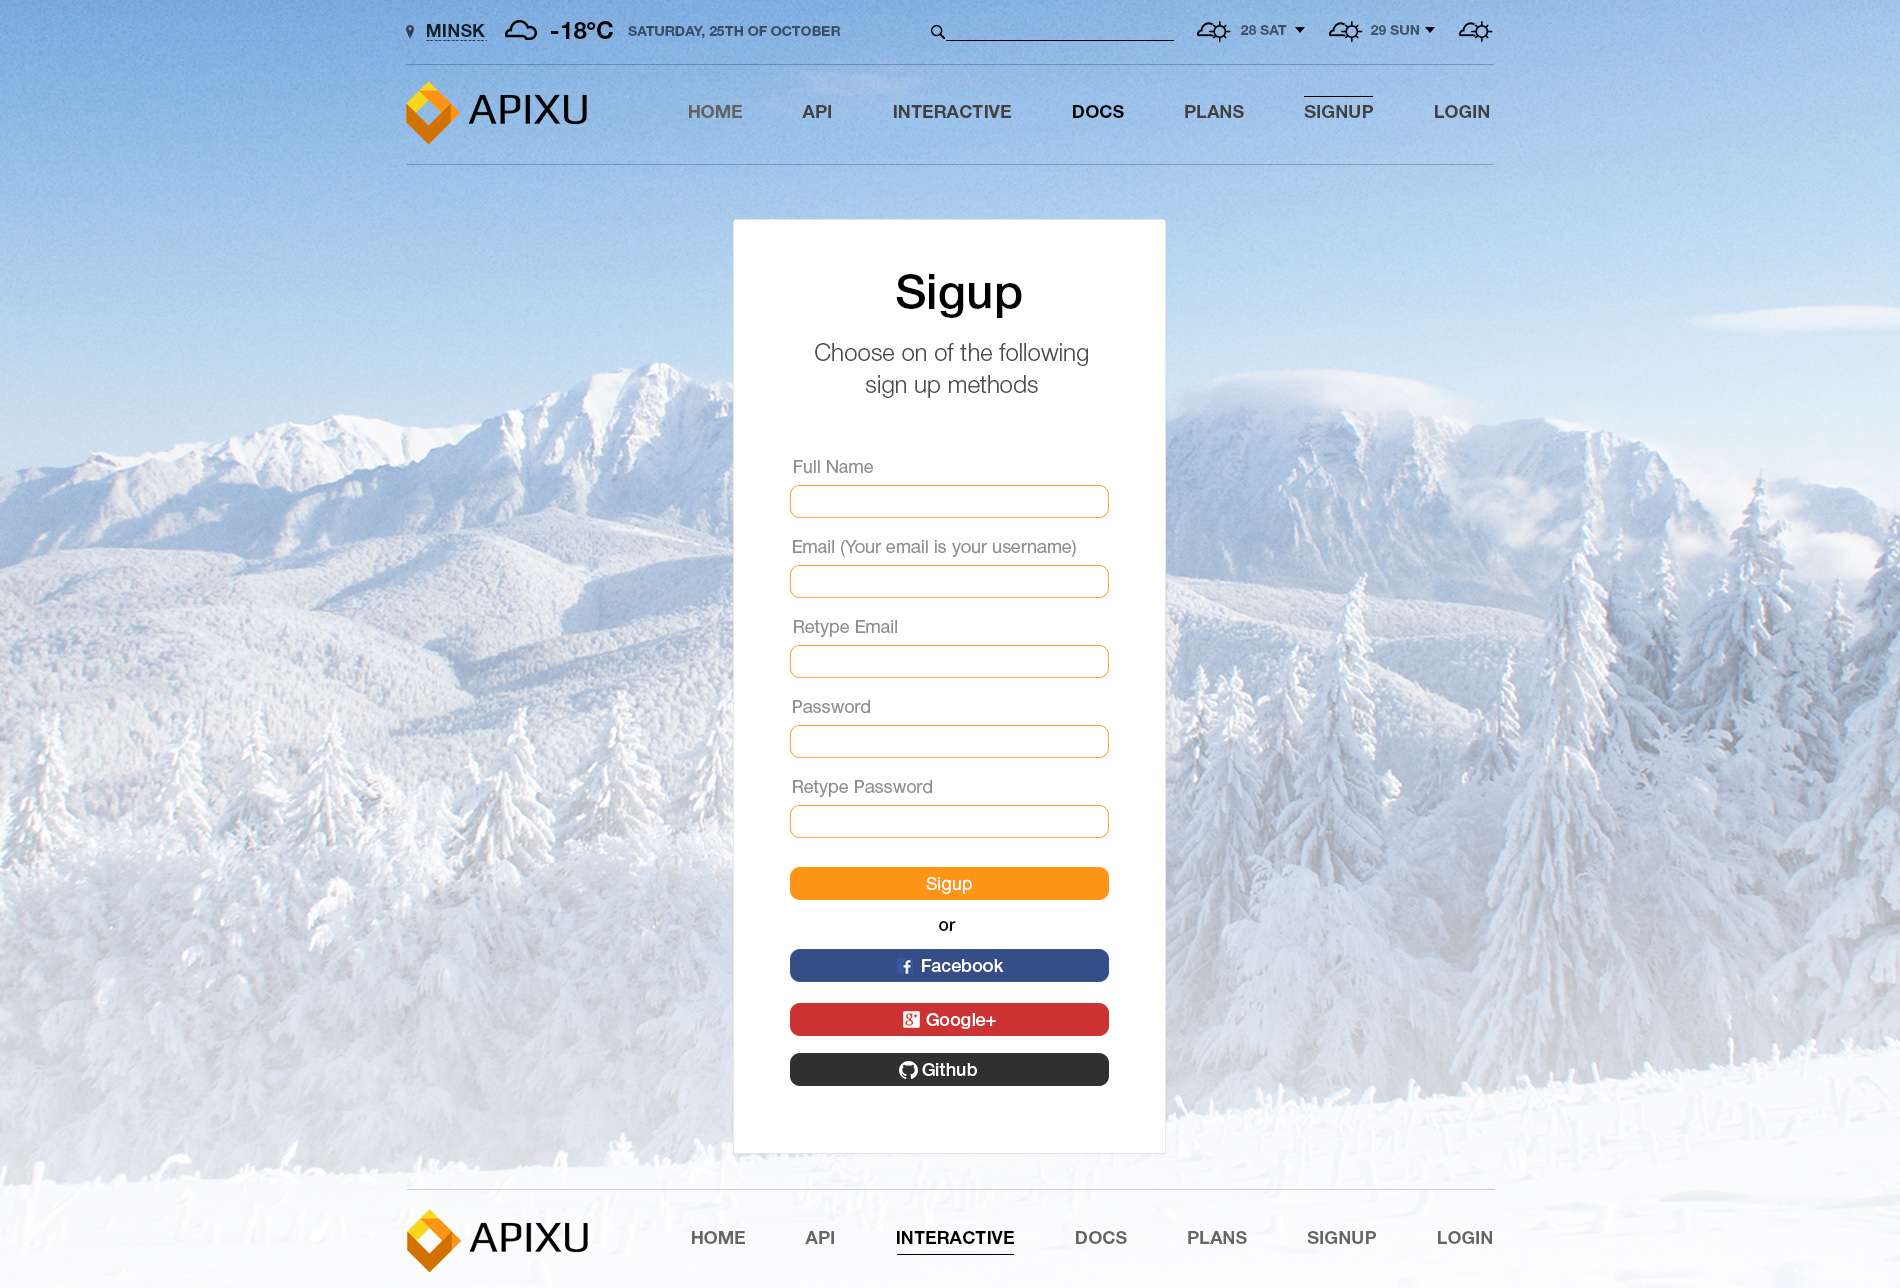 MINSK -18°C SATURDAY, 25TH OF OCTOBER 28 SAT 29 SUN
APIXU HOME API INTERACTIVE DOCS PLANS SIGNUP LOGIN
Sigup
Choose on of the following
sign up methods
Full Name
Email (Your email is your username)
Retype Email
Password
Retype Password
Sigup
or
f Facebook
g+ Google+
Github
APIXU HOME API INTERACTIVE DOCS PLANS SIGNUP LOGIN